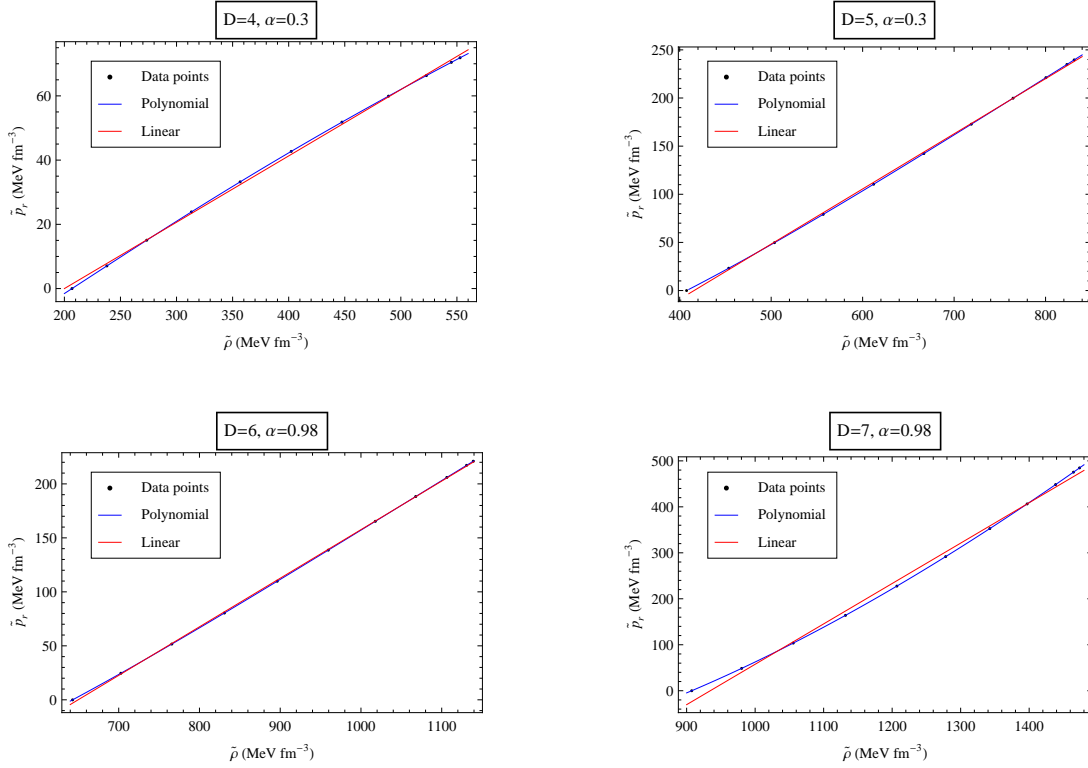 D=4, α=0.3
Data points
Polynomial
Linear
p̃r (MeV fm−3)
60
40
20
0
200 250 300 350 400 450 500 550
ρ̃ (MeV fm−3)
D=5, α=0.3
Data points
Polynomial
Linear
p̃r (MeV fm−3)
250
200
150
100
50
0
400 500 600 700 800
ρ̃ (MeV fm−3)
D=6, α=0.98
Data points
Polynomial
Linear
p̃r (MeV fm−3)
200
150
100
50
0
700 800 900 1000 1100
ρ̃ (MeV fm−3)
D=7, α=0.98
Data points
Polynomial
Linear
p̃r (MeV fm−3)
500
400
300
200
100
0
900 1000 1100 1200 1300 1400
ρ̃ (MeV fm−3)